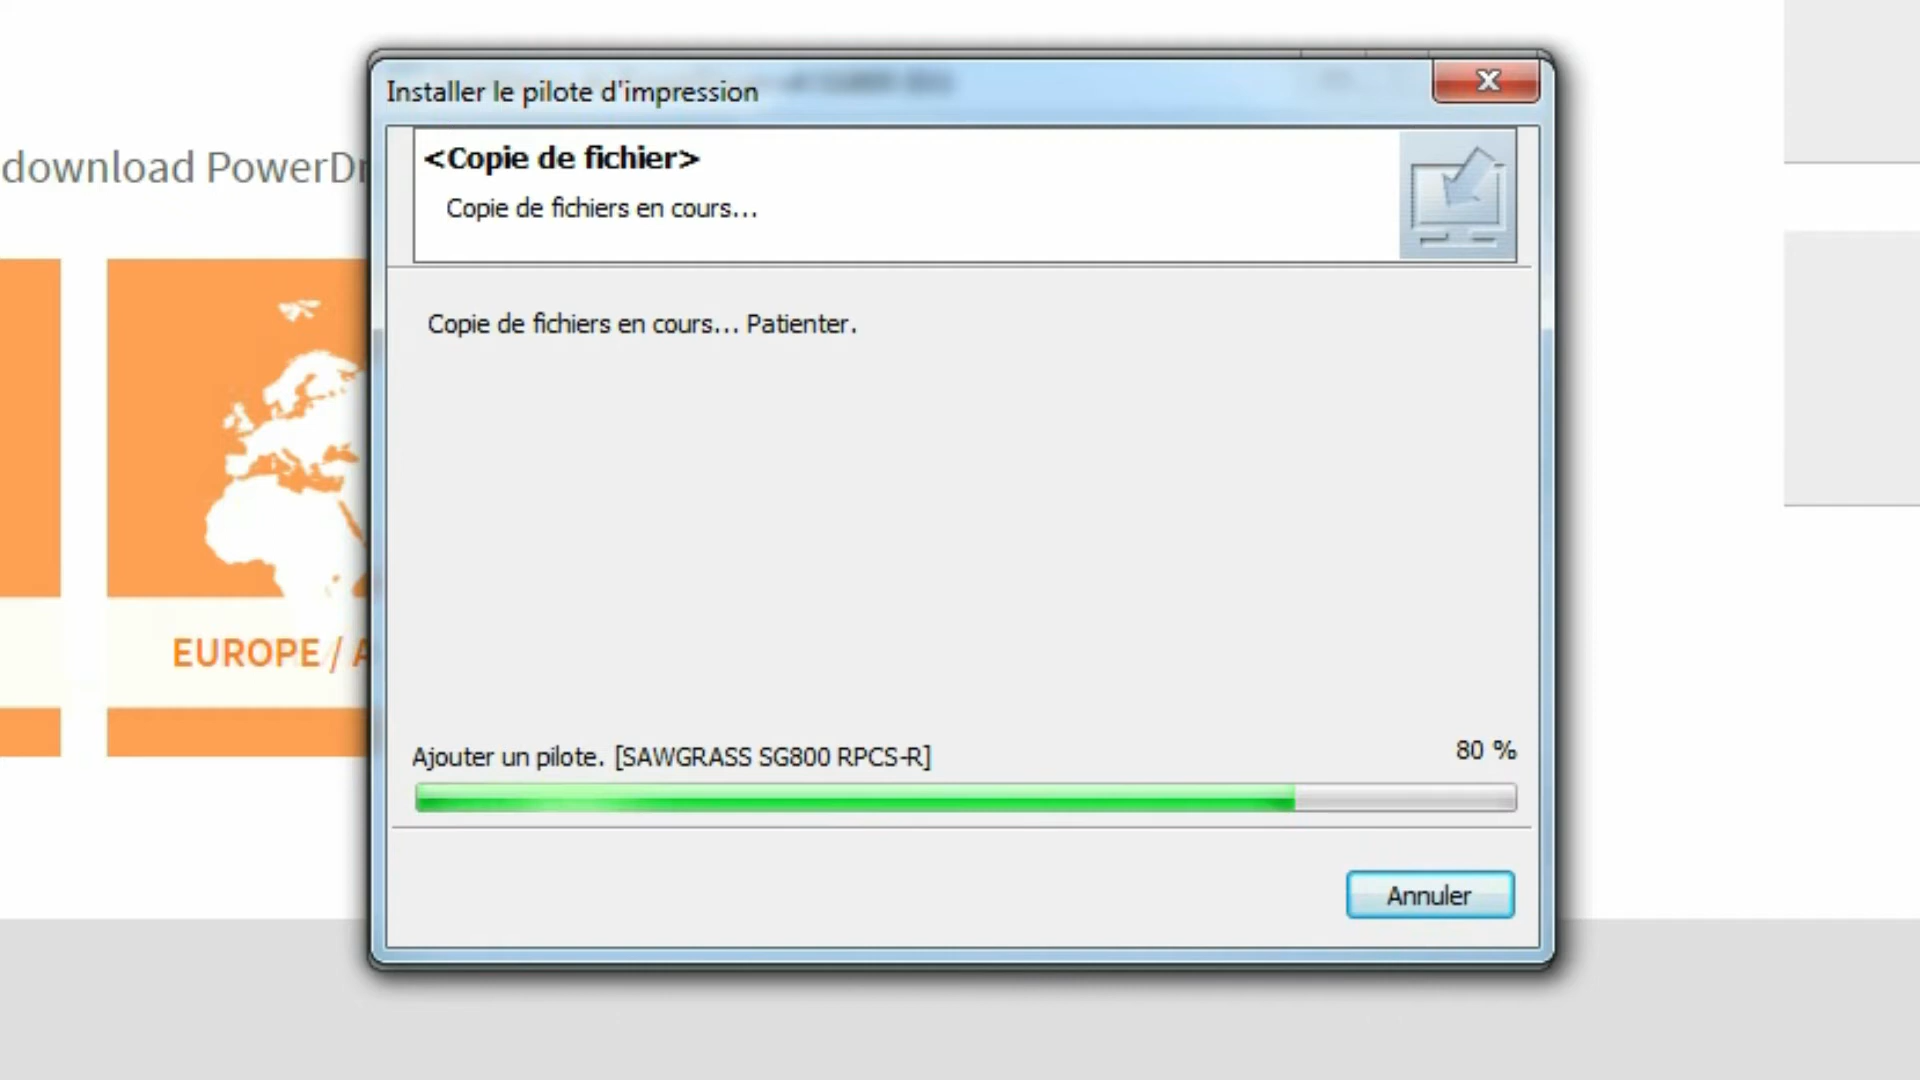 Installer le pilote d'impression
<Copie de fichier>
Copie de fichiers en cours...
download
Copie de fichiers en cours... Patienter.
EUROPE /
Ajouter un pilote. [SAWGRASS SG800 RPCS-R]
80 %
Annuler